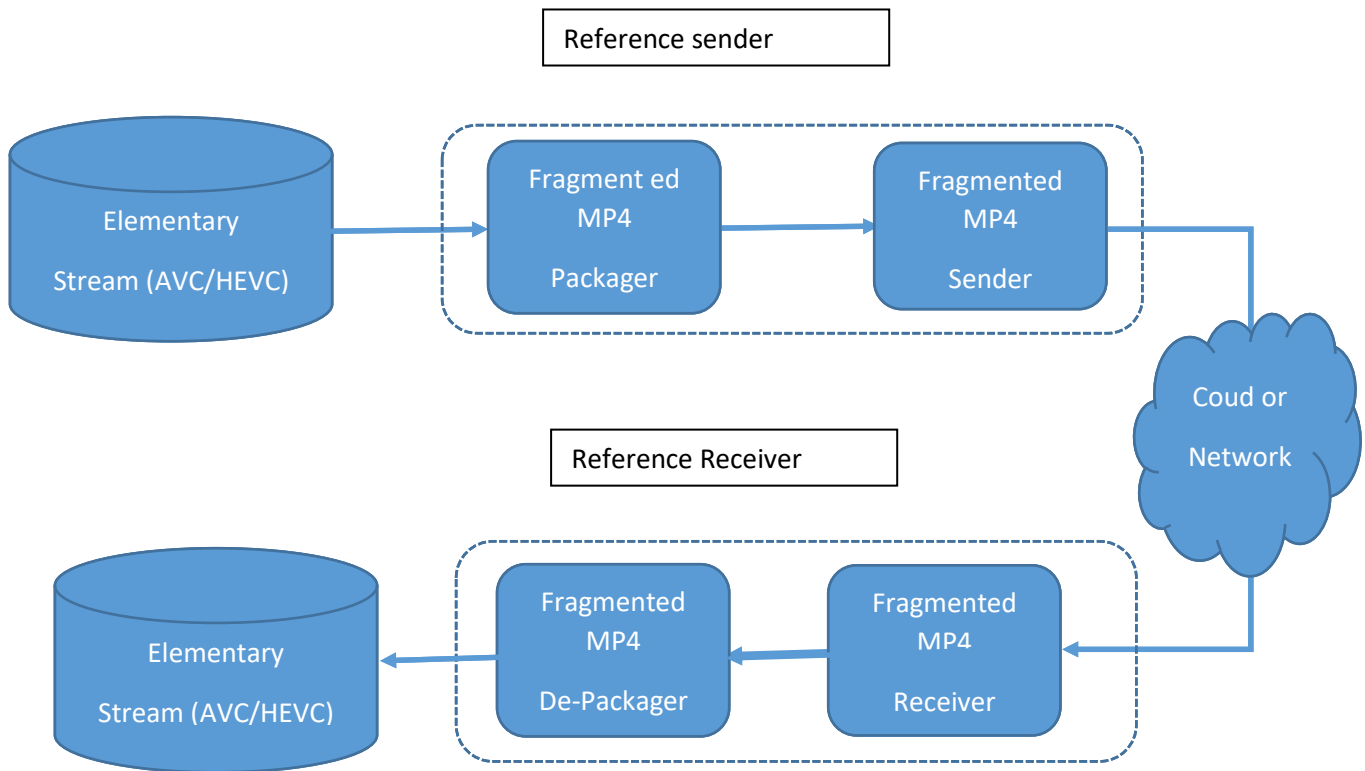 Reference sender
Elementary
Stream (AVC/HEVC)
Fragment ed
MP4
Packager
Fragmented
MP4
Sender
Coud or
Network
Reference Receiver
Elementary
Stream (AVC/HEVC)
Fragmented
MP4
De-Packager
Fragmented
MP4
Receiver